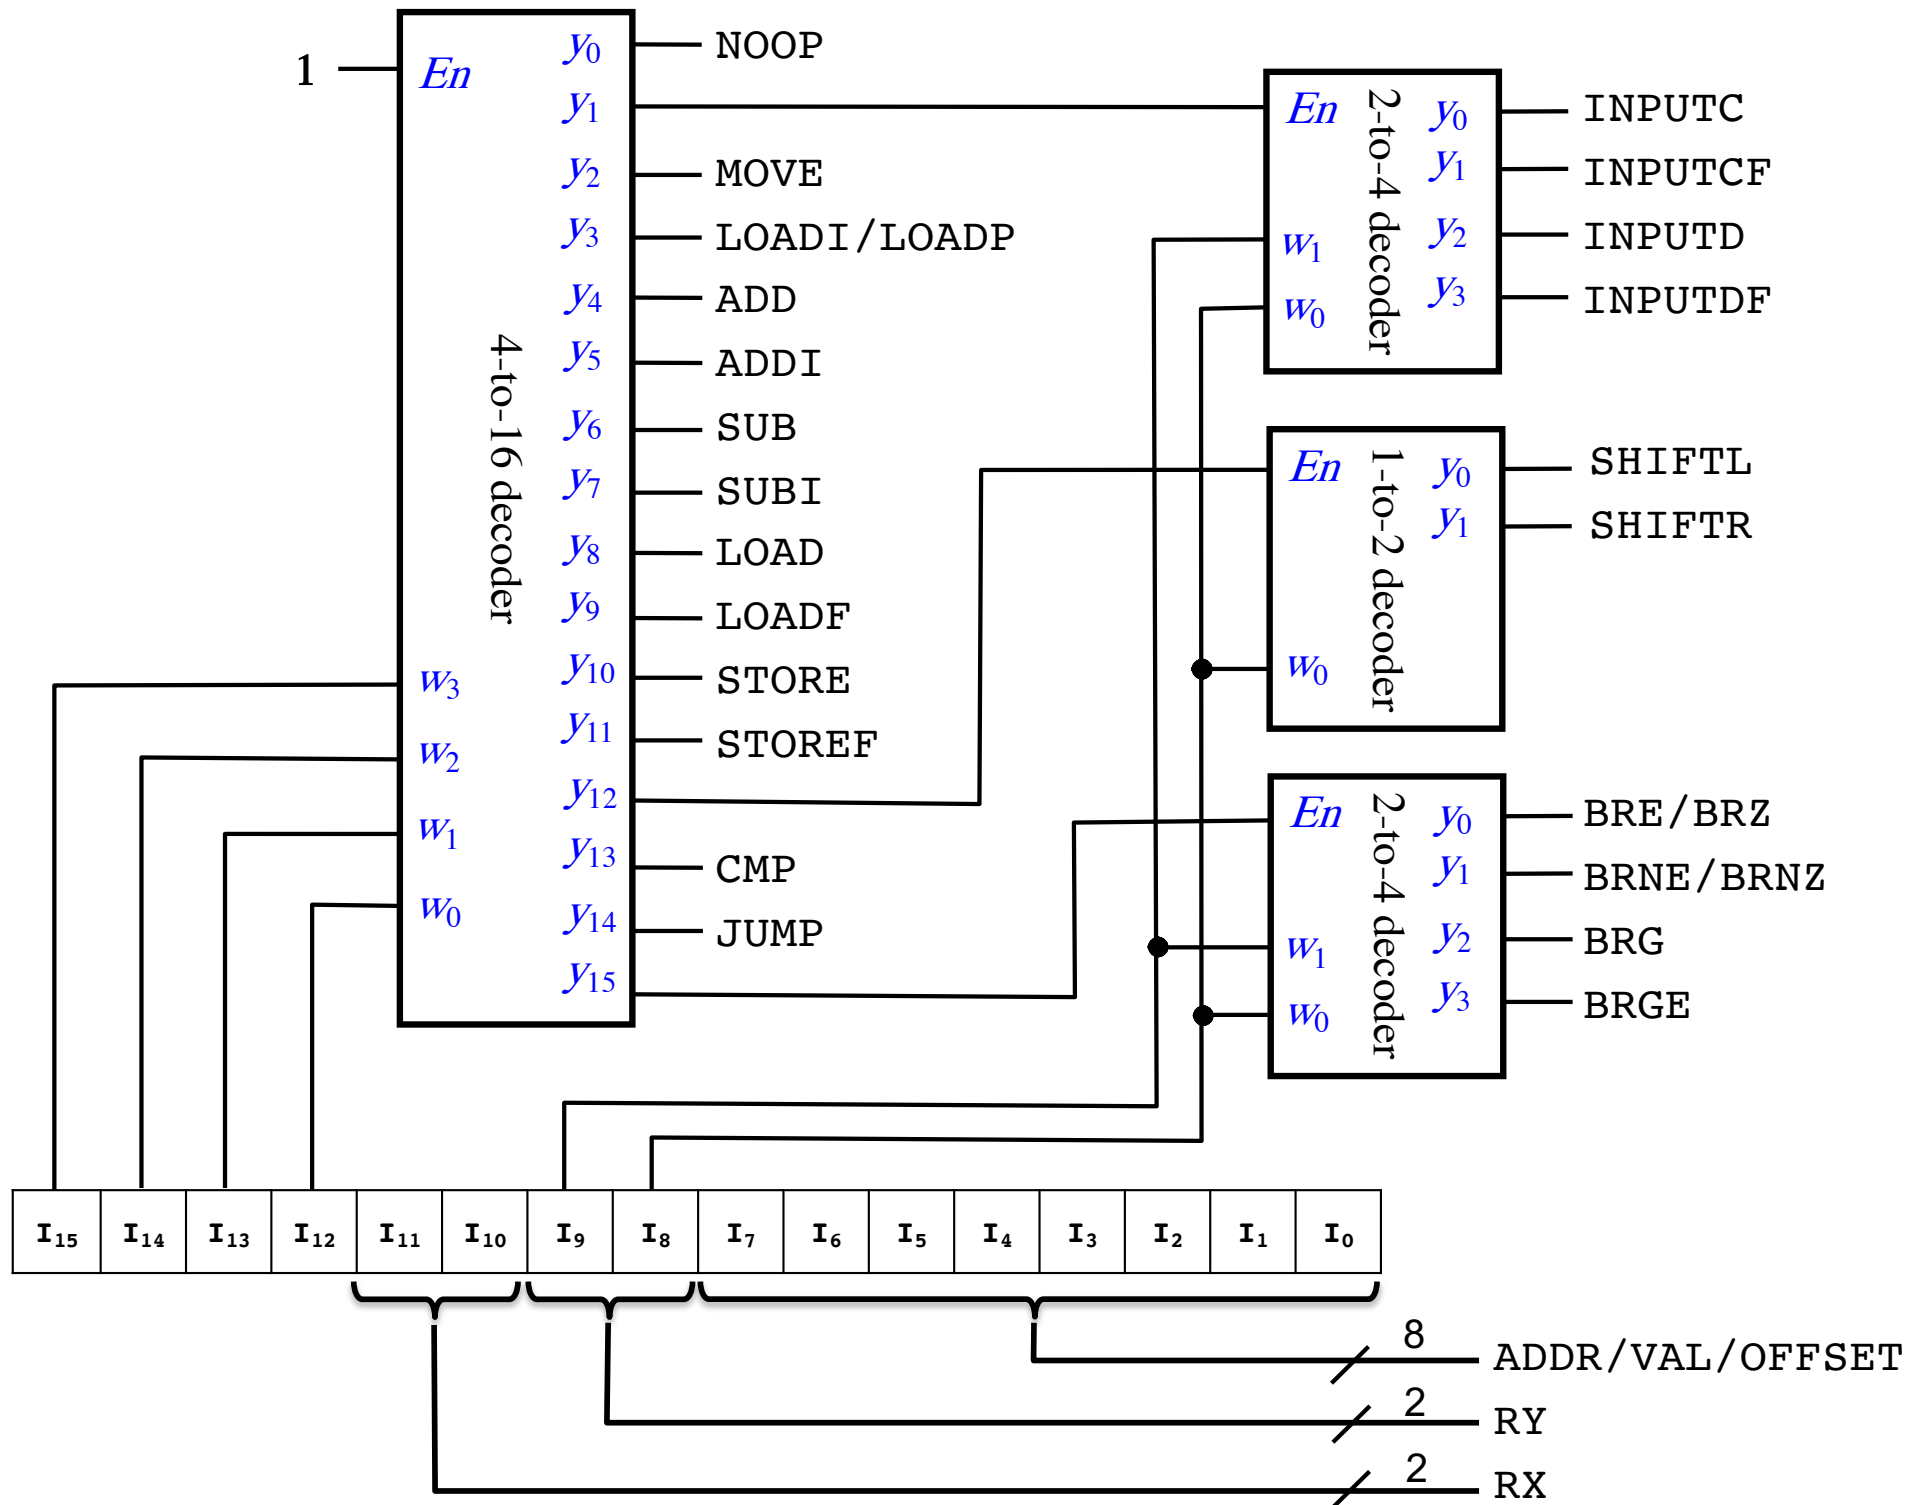 1
En
4-to-16 decoder
w3
w2
w1
w0
y0 NOOP
y1
y2 MOVE
y3 LOADI/LOADP
y4 ADD
y5 ADDI
y6 SUB
y7 SUBI
y8 LOAD
y9 LOADF
y10 STORE
y11 STOREF
y12
y13 CMP
y14 JUMP
y15
En
w1
w0
2-to-4 decoder
y0 INPUTC
y1 INPUTCF
y2 INPUTD
y3 INPUTDF
En
w0
1-to-2 decoder
y0 SHIFTL
y1 SHIFTR
En
w1
w0
2-to-4 decoder
y0 BRE/BRZ
y1 BRNE/BRNZ
y2 BRG
y3 BRGE
I15 I14 I13 I12 I11 I10 I9 I8 I7 I6 I5 I4 I3 I2 I1 I0
8 ADDR/VAL/OFFSET
2 RY
2 RX